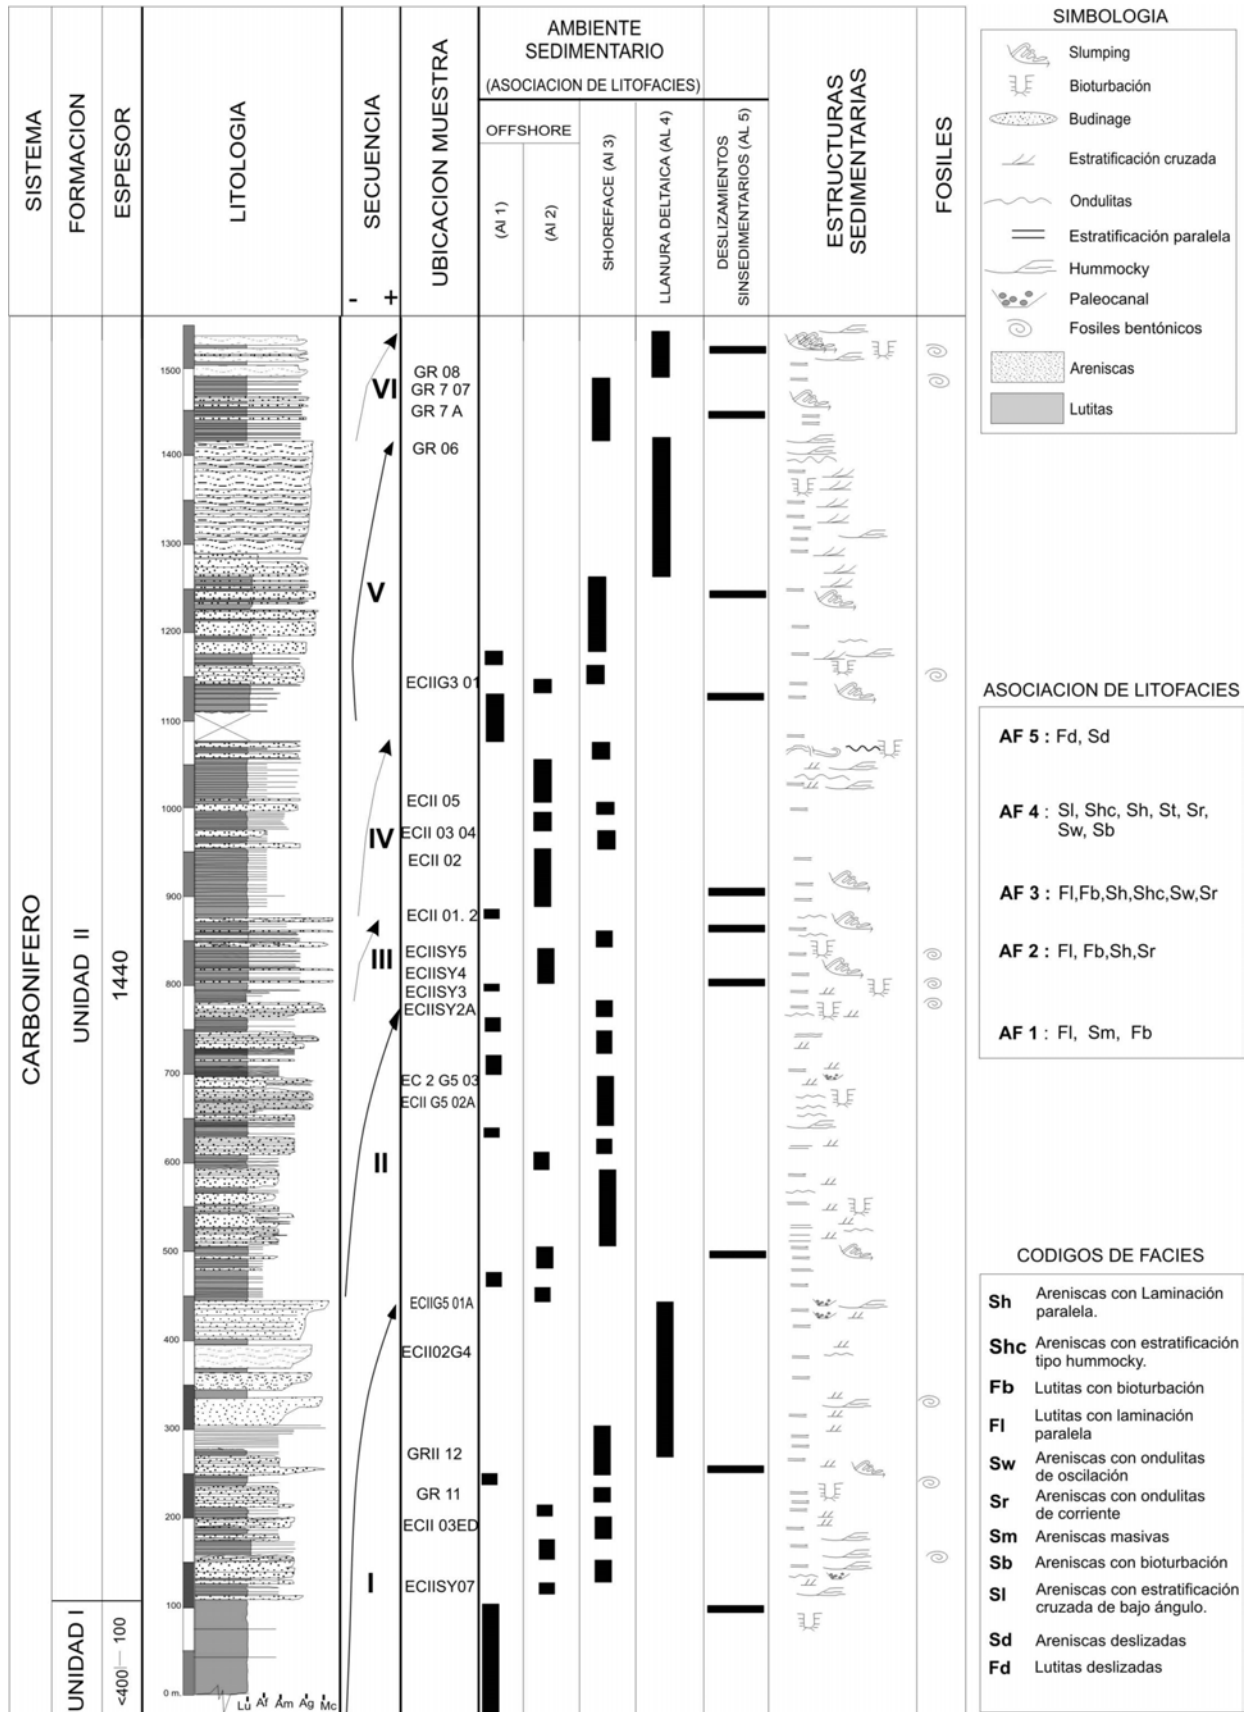 SISTEMA
FORMACION
ESPESOR
LITOLOGIA
SECUENCIA
- +
UBICACION MUESTRA
AMBIENTE
SEDIMENTARIO
(ASOCIACION DE LITOFACIES)
OFFSHORE
(Al 1)
(Al 2)
SHOREFACE (Al 3)
LLANURA DELTAICA (AL 4)
DESLIZAMIENTOS
SINSEDIMENTARIOS (AL 5)
ESTRUCTURAS
SEDIMENTARIAS
FOSILES
CARBONIFERO
UNIDAD II
1440
UNIDAD I
<400 100
1500
1400
1300
1200
1100
1000
900
800
700
600
500
400
300
200
100
0 m.
Lu Af Am Ag Mc
VI
V
IV
III
II
I
GR 08
GR 7 07
GR 7 A
GR 06
ECIIG3 01
ECII 05
ECII 03 04
ECII 02
ECII 01. 2
ECIISY5
ECIISY4
ECIISY3
ECIISY2A
EC 2 G5 03
ECII G5 02A
ECIIG5 01A
ECII02G4
GRII 12
GR 11
ECII 03ED
ECIISY07
SIMBOLOGIA
Slumping
Bioturbación
Budinage
Estratificación cruzada
Ondulitas
Estratificación paralela
Hummocky
Paleocanal
Fosiles bentónicos
Areniscas
Lutitas
ASOCIACION DE LITOFACIES
AF 5 : Fd, Sd
AF 4 : Sl, Shc, Sh, St, Sr,
Sw, Sb
AF 3 : Fl,Fb,Sh,Shc,Sw,Sr
AF 2 : Fl, Fb,Sh,Sr
AF 1 : Fl, Sm, Fb
CODIGOS DE FACIES
Sh Areniscas con Laminación
paralela.
Shc Areniscas con estratificación
tipo hummocky.
Fb Lutitas con bioturbación
Fl Lutitas con laminación
paralela
Sw Areniscas con ondulitas
de oscilación
Sr Areniscas con ondulitas
de corriente
Sm Areniscas masivas
Sb Areniscas con bioturbación
Sl Areniscas con estratificación
cruzada de bajo ángulo.
Sd Areniscas deslizadas
Fd Lutitas deslizadas